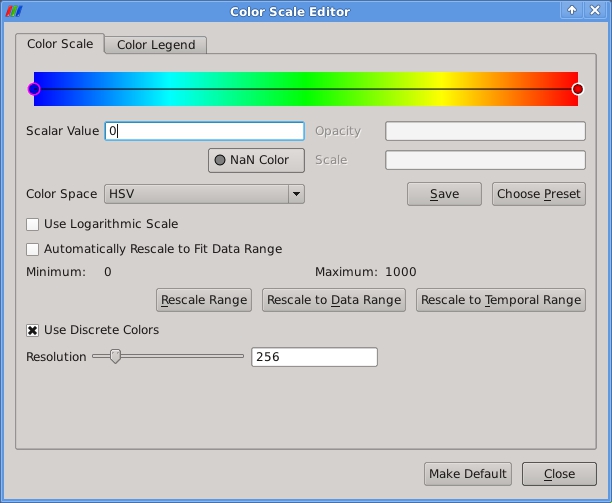 Color Scale Editor
Color Scale Color Legend
Scalar Value 0 Opacity
NaN Color Scale
Color Space HSV Save Choose Preset
Use Logarithmic Scale
Automatically Rescale to Fit Data Range
Minimum: 0 Maximum: 1000
Rescale Range Rescale to Data Range Rescale to Temporal Range
Use Discrete Colors
Resolution 256
Make Default Close